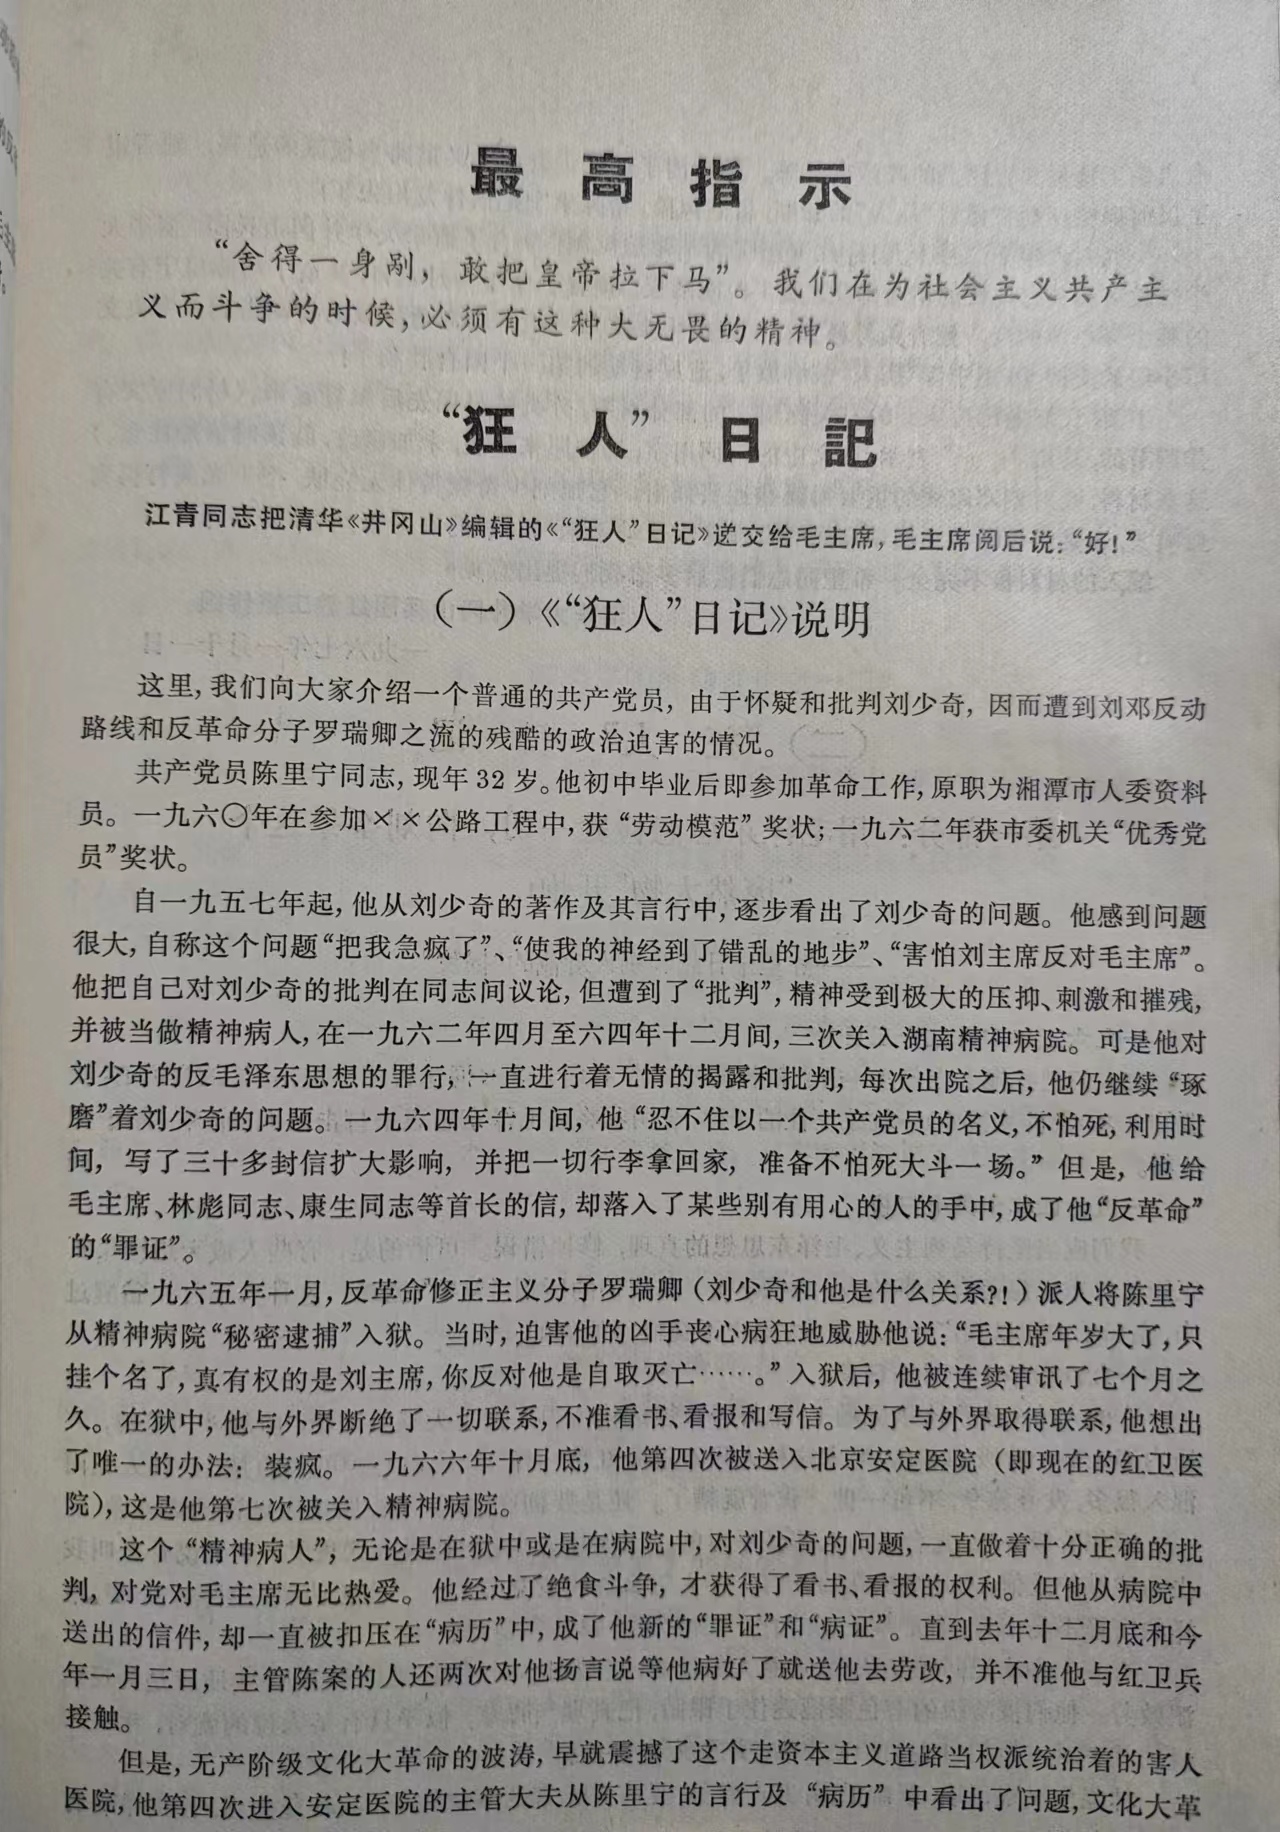 最高指示
“舍得一身剐，敢把皇帝拉下马”。我们在为社会主义共产主
义而斗争的时候，必须有这种大无畏的精神。
“狂人”日記
江青同志把清华《井冈山》编辑的《“狂人”日记》递交给毛主席，毛主席阅后说：“好！”
（一）《“狂人”日记》说明
这里，我们向大家介绍一个普通的共产党员，由于怀疑和批判刘少奇，因而遭到刘邓反动
路线和反革命分子罗瑞卿之流的残酷的政治迫害的情况。
共产党员陈里宁同志，现年32岁。他初中毕业后即参加革命工作，原职为湘潭市人委资料
员。一九六〇年在参加××公路工程中，获“劳动模范”奖状；一九六二年获市委机关“优秀党
员”奖状。
自一九五七年起，他从刘少奇的著作及其言行中，逐步看出了刘少奇的问题。他感到问题
很大，自称这个问题“把我急疯了”、“使我的神经到了错乱的地步”、“害怕刘主席反对毛主席”。
他把自己对刘少奇的批判在同志间议论，但遭到了“批判”，精神受到极大的压抑、刺激和摧残，
并被当做精神病人，在一九六二年四月至六四年十二月间，三次关入湖南精神病院。可是他对
刘少奇的反毛泽东思想的罪行，一直进行着无情的揭露和批判，每次出院之后，他仍继续“琢
磨”着刘少奇的问题。一九六四年十月间，他“忍不住以一个共产党员的名义，不怕死，利用时
间，写了三十多封信扩大影响，并把一切行李拿回家，准备不怕死大斗一场。”但是，他给
毛主席、林彪同志、康生同志等首长的信，却落入了某些别有用心的人的手中，成了他“反革命”
的“罪证”。
一九六五年一月，反革命修正主义分子罗瑞卿（刘少奇和他是什么关系?！）派人将陈里宁
从精神病院“秘密逮捕”入狱。当时，迫害他的凶手丧心病狂地威胁他说：“毛主席年岁大了，只
挂个名了，真有权的是刘主席，你反对他是自取灭亡……。”入狱后，他被连续审讯了七个月之
久。在狱中，他与外界断绝了一切联系，不准看书、看报和写信。为了与外界取得联系，他想出
了唯一的办法：装疯。一九六六年十月底，他第四次被送入北京安定医院（即现在的红卫医
院），这是他第七次被关入精神病院。
这个“精神病人”，无论是在狱中或是在病院中，对刘少奇的问题，一直做着十分正确的批
判，对党对毛主席无比热爱。他经过了绝食斗争，才获得了看书、看报的权利。但他从病院中
送出的信件，却一直被扣压在“病历”中，成了他新的“罪证”和“病证”。直到去年十二月底和今
年一月三日，主管陈案的人还两次对他扬言说等他病好了就送他去劳改，并不准他与红卫兵
接触。
但是，无产阶级文化大革命的波涛，早就震撼了这个走资本主义道路当权派统治着的害人
医院，他第四次进入安定医院的主管大夫从陈里宁的言行及“病历”中看出了问题，文化大革